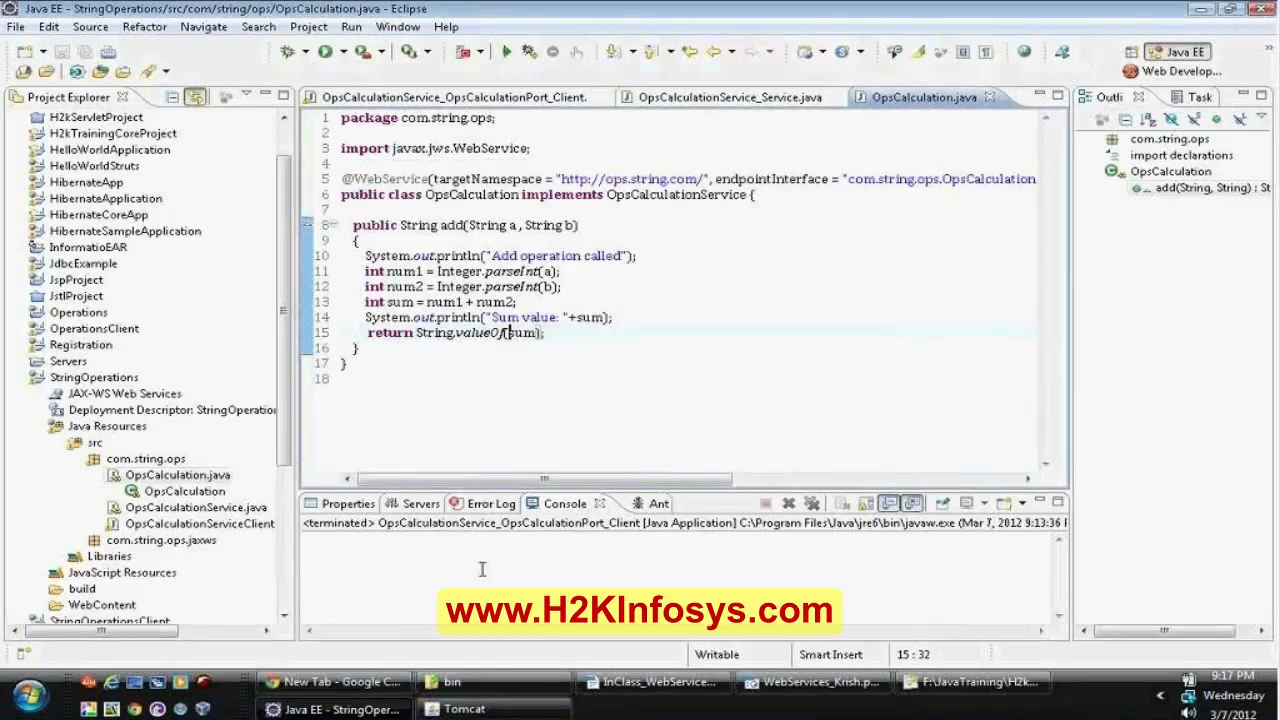 Java EE - StringOperations/src/com/string/ops/OpsCalculation.java - Eclipse
File Edit Source Refactor Navigate Search Project Run Window Help
Java EE
Web Develop...
Project Explorer
H2kServletProject
H2kTrainingCoreProject
HelloWorldApplication
HelloWorldStruts
HibernateApp
HibernateApplication
HibernateCoreApp
HibernateSampleApplication
InformatioEAR
JdbcExample
JspProject
JstlProject
Operations
OperationsClient
Registration
Servers
StringOperations
JAX-WS Web Services
Deployment Descriptor: StringOperation
Java Resources
src
com.string.ops
OpsCalculation.java
OpsCalculation
OpsCalculationService.java
OpsCalculationServiceClient
com.string.ops.jaxws
Libraries
JavaScript Resources
build
WebContent
StringOperationsClient
OpsCalculationService_OpsCalculationPort_Client. OpsCalculationService_Service.java OpsCalculation.java
1 package com.string.ops;
2
3 import javax.jws.WebService;
4
5 @WebService(targetNamespace = "http://ops.string.com/", endpointInterface = "com.string.ops.OpsCalculation
6 public class OpsCalculation implements OpsCalculationService {
7
8 public String add(String a , String b)
9 {
10 System.out.println("Add operation called");
11 int num1 = Integer.parseInt(a);
12 int num2 = Integer.parseInt(b);
13 int sum = num1 + num2;
14 System.out.println("Sum value: "+sum);
15 return String.valueOf(sum);
16 }
17 }
18
Outli Task
com.string.ops
import declarations
OpsCalculation
add(String, String) : St
Properties Servers Error Log Console Ant
<terminated> OpsCalculationService_OpsCalculationPort_Client [Java Application] C:\Program Files\Java\jre6\bin\javaw.exe (Mar 7, 2012 9:13:36 P
www.H2KInfosys.com
Writable Smart Insert 15 : 32
New Tab - Google C... bin InClass_WebService... WebServices_Krish.p... F:\JavaTraining\H2k...
Java EE - StringOper... Tomcat
9:17 PM
Wednesday
3/7/2012